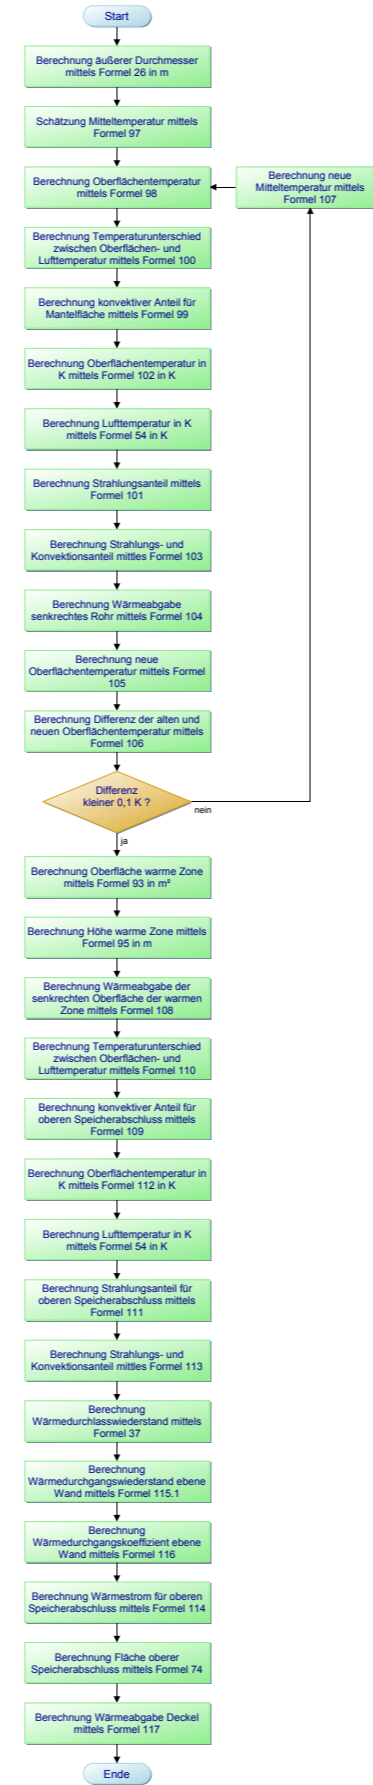 Start
Berechnung äußerer Durchmesser
mittels Formel 26 in m
Schätzung Mitteltemperatur mittels
Formel 97
Berechnung Oberflächentemperatur
mittels Formel 98
Berechnung neue
Mitteltemperatur mittels
Formel 107
Berechnung Temperaturunterschied
zwischen Oberflächen- und
Lufttemperatur mittels Formel 100
Berechnung konvektiver Anteil für
Mantelfläche mittels Formel 99
Berechnung Oberflächentemperatur in
K mittels Formel 102 in K
Berechnung Lufttemperatur in K
mittels Formel 54 in K
Berechnung Strahlungsanteil mittels
Formel 101
Berechnung Strahlungs- und
Konvektionsanteil mittles Formel 103
Berechnung Wärmeabgabe
senkrechtes Rohr mittels Formel 104
Berechnung neue
Oberflächentemperatur mittels Formel
105
Berechnung Differenz der alten und
neuen Oberflächentemperatur mittels
Formel 106
Differenz
kleiner 0,1 K ?
nein
ja
Berechnung Oberfläche warme Zone
mittels Formel 93 in m²
Berechnung Höhe warme Zone mittels
Formel 95 in m
Berechnung Wärmeabgabe der
senkrechten Oberfläche der warmen
Zone mittels Formel 108
Berechnung Temperaturunterschied
zwischen Oberflächen- und
Lufttemperatur mittels Formel 110
Berechnung konvektiver Anteil für
oberen Speicherabschluss mittels
Formel 109
Berechnung Oberflächentemperatur in
K mittels Formel 112 in K
Berechnung Lufttemperatur in K
mittels Formel 54 in K
Berechnung Strahlungsanteil für
oberen Speicherabschluss mittels
Formel 111
Berechnung Strahlungs- und
Konvektionsanteil mittles Formel 113
Berechnung
Wärmedurchlasswiederstand mittels
Formel 37
Berechnung
Wärmedurchgangswiederstand ebene
Wand mittels Formel 115.1
Berechnung
Wärmedurchgangskoeffizient ebene
Wand mittels Formel 116
Berechnung Wärmestrom für oberen
Speicherabschluss mittels Formel 114
Berechnung Fläche oberer
Speicherabschluss mittels Formel 74
Berechnung Wärmeabgabe Deckel
mittels Formel 117
Ende